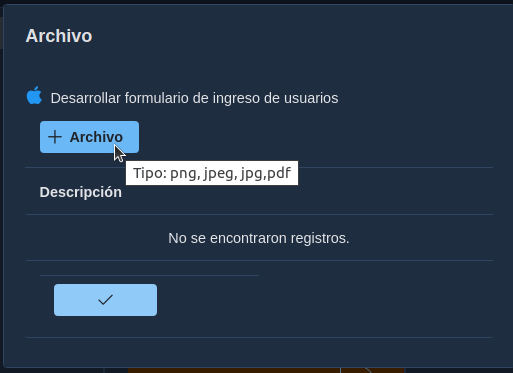 Archivo
Desarrollar formulario de ingreso de usuarios
Archivo
Tipo: png, jpeg, jpg,pdf
Descripción
No se encontraron registros.